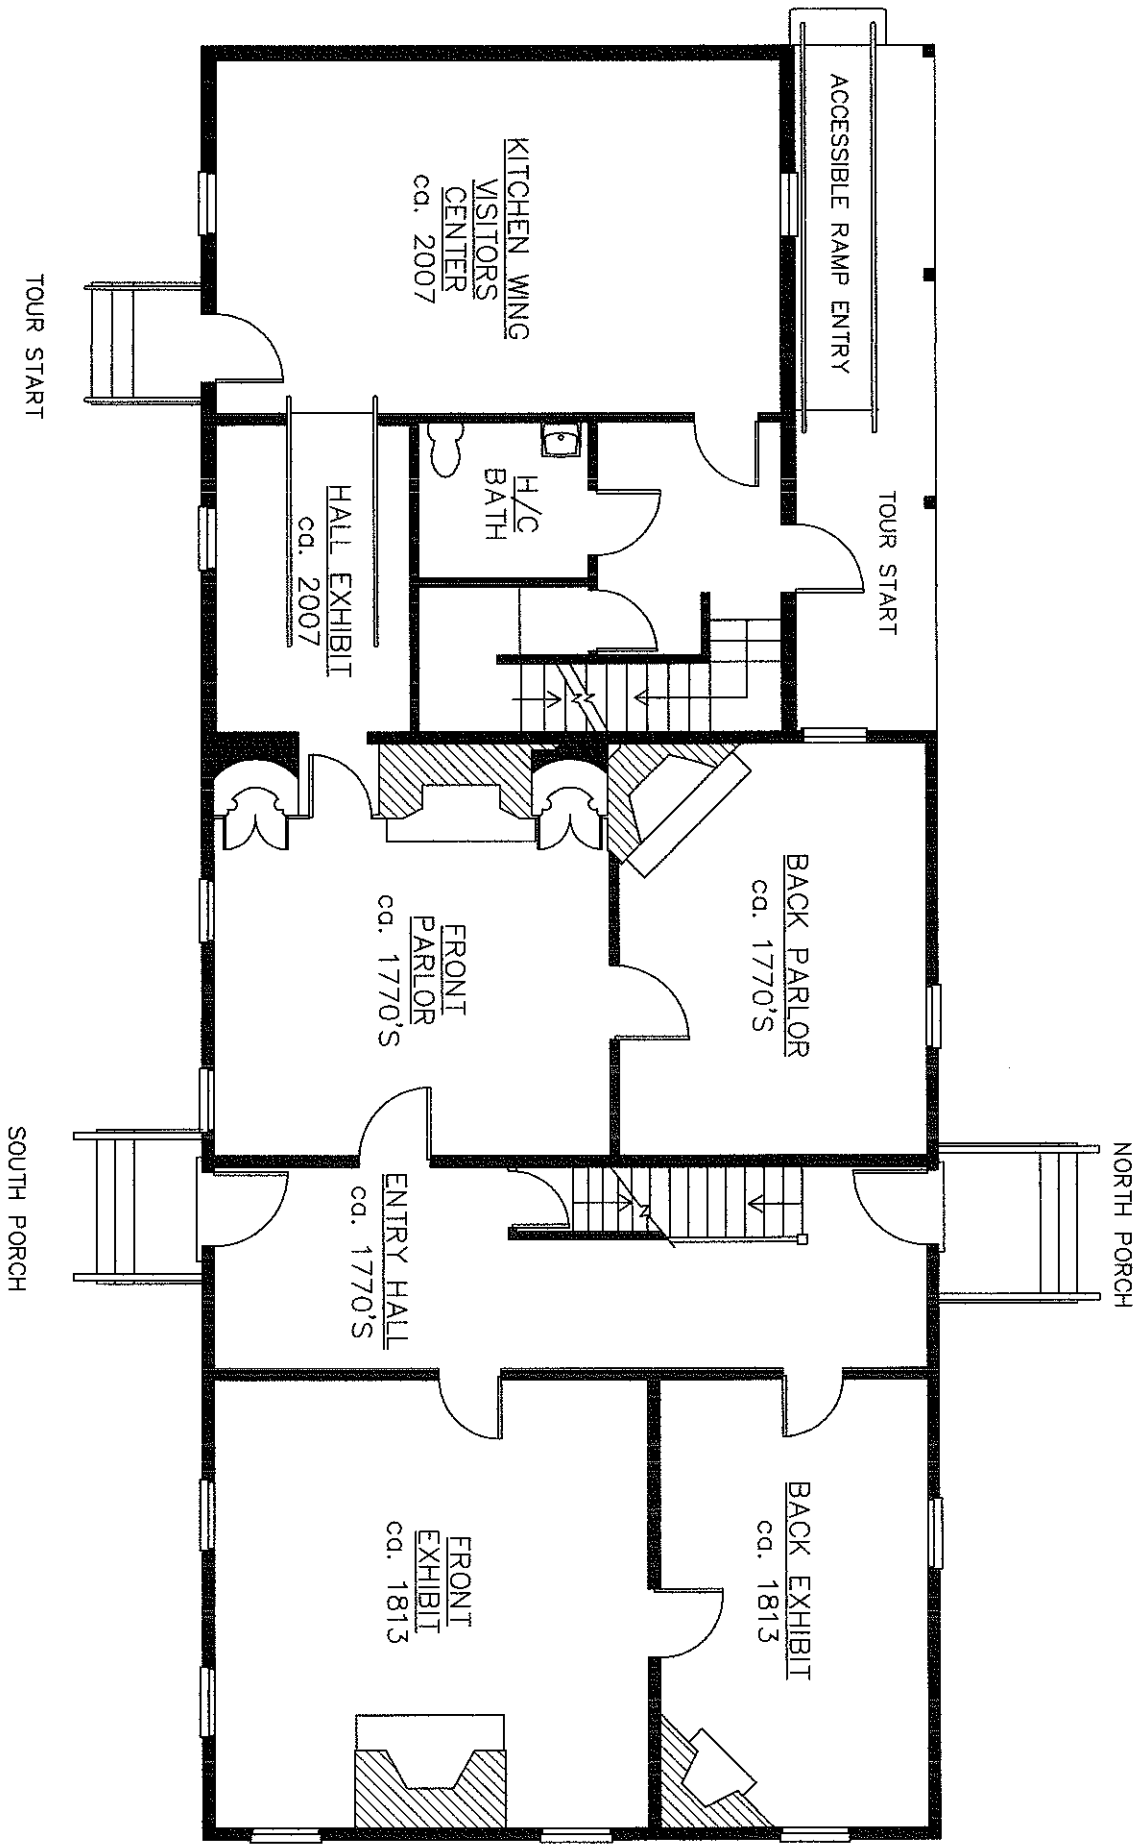 ACCESSIBLE RAMP ENTRY
TOUR START
KITCHEN WING
VISITORS
CENTER
ca. 2007
TOUR START
H/C
BATH
HALL EXHIBIT
ca. 2007
BACK PARLOR
ca. 1770'S
FRONT
PARLOR
ca. 1770'S
NORTH PORCH
ENTRY HALL
ca. 1770'S
SOUTH PORCH
BACK EXHIBIT
ca. 1813
FRONT
EXHIBIT
ca. 1813